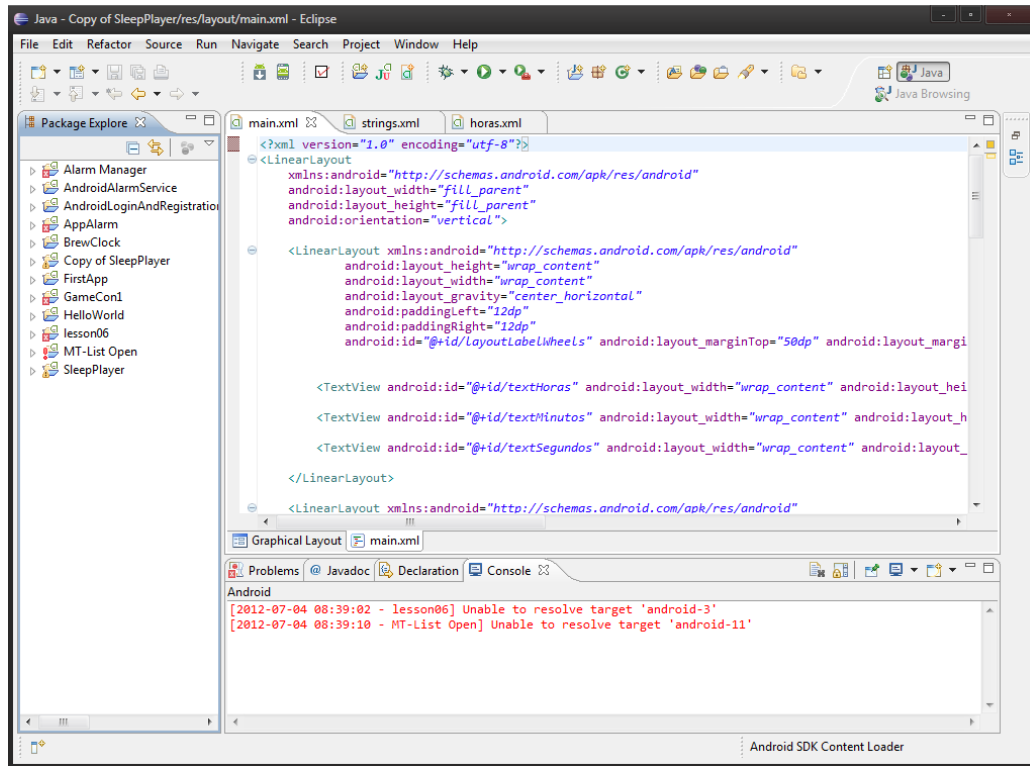 Java - Copy of SleepPlayer/res/layout/main.xml - Eclipse
File Edit Refactor Source Run Navigate Search Project Window Help
Java
Java Browsing
Package Explore
main.xml strings.xml horas.xml
Alarm Manager
AndroidAlarmService
AndroidLoginAndRegistration
AppAlarm
BrewClock
Copy of SleepPlayer
FirstApp
GameCon1
HelloWorld
lesson06
MT-List Open
SleepPlayer
<?xml version="1.0" encoding="utf-8"?>
<LinearLayout
xmlns:android="http://schemas.android.com/apk/res/android"
android:layout_width="fill_parent"
android:layout_height="fill_parent"
android:orientation="vertical">
<LinearLayout xmlns:android="http://schemas.android.com/apk/res/android"
android:layout_height="wrap_content"
android:layout_width="wrap_content"
android:layout_gravity="center_horizontal"
android:paddingLeft="12dp"
android:paddingRight="12dp"
android:id="@+id/layoutLabelWheels" android:layout_marginTop="50dp" android:layout_margi
<TextView android:id="@+id/textHoras" android:layout_width="wrap_content" android:layout_hei
<TextView android:id="@+id/textMinutos" android:layout_width="wrap_content" android:layout_h
<TextView android:id="@+id/textSegundos" android:layout_width="wrap_content" android:layout_
</LinearLayout>
<LinearLayout xmlns:android="http://schemas.android.com/apk/res/android"
Graphical Layout main.xml
Problems @ Javadoc Declaration Console
Android
[2012-07-04 08:39:02 - lesson06] Unable to resolve target 'android-3'
[2012-07-04 08:39:10 - MT-List Open] Unable to resolve target 'android-11'
Android SDK Content Loader